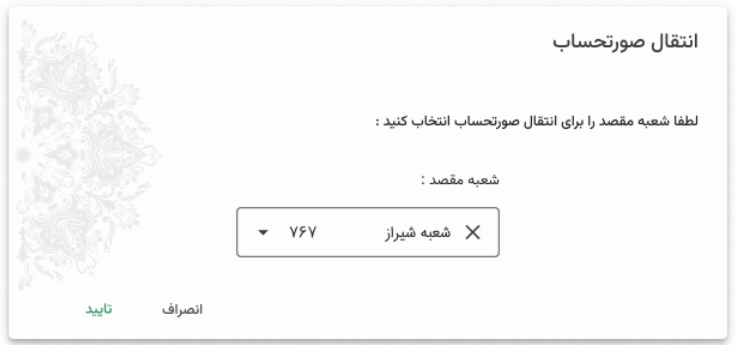 انتقال صورتحساب
لطفا شعبه مقصد را برای انتقال صورتحساب انتخاب کنید :
شعبه مقصد :
شعبه شیراز ۷۶۷
انصراف تایید